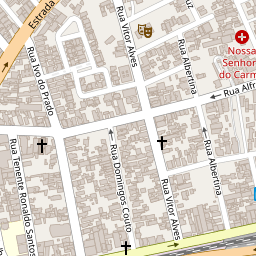 Estrada
Rua Vitor Alves
Rua Albertina
Nossa
Senhor
do Carm
Rua Ivo do Prado
Rua Alfr
Rua Tenente Ronaldo Santos
Rua Domingos Couto
Rua Vitor Alves
Rua Albertina